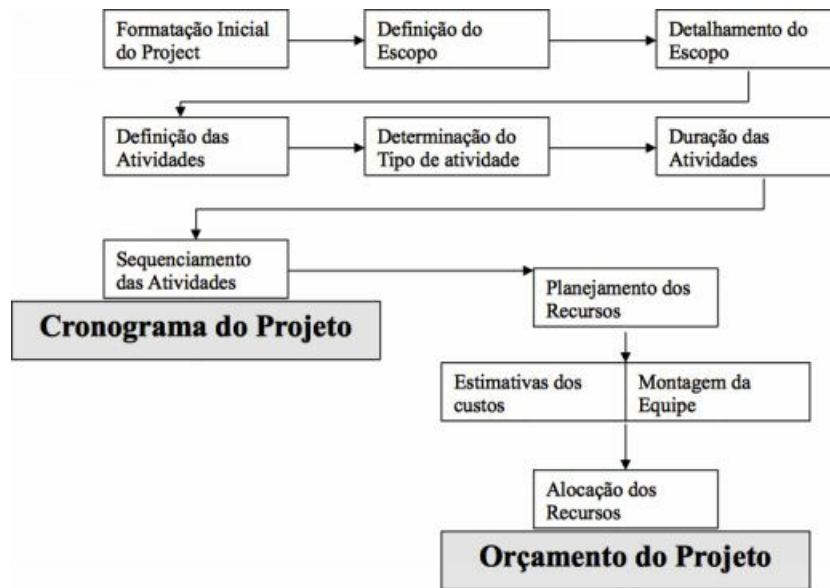 Formatação Inicial
do Project
Definição do
Escopo
Detalhamento do
Escopo
Definição das
Atividades
Determinação do
Tipo de atividade
Duração das
Atividades
Sequenciamento
das Atividades
Cronograma do Projeto
Planejamento dos
Recursos
Estimativas dos
custos
Montagem da
Equipe
Alocação dos
Recursos
Orçamento do Projeto